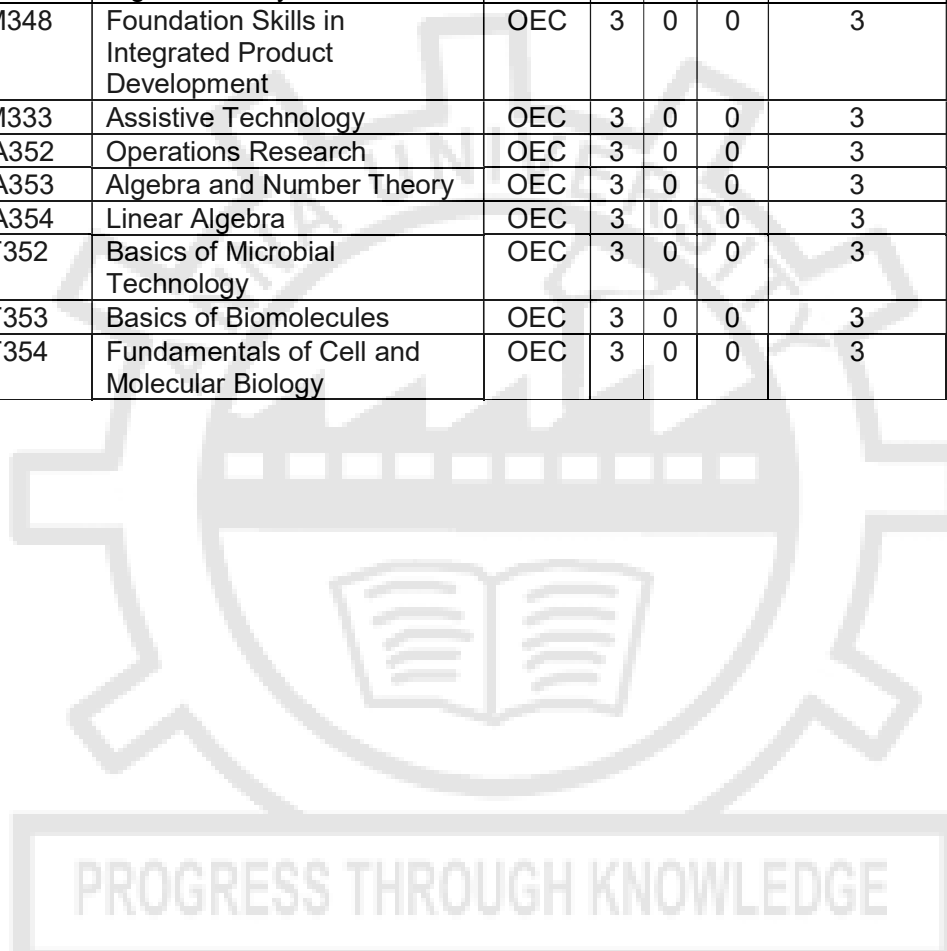 M348 Foundation Skills in OEC 3 0 0 3
Integrated Product
Development
M333 Assistive Technology OEC 3 0 0 3
A352 Operations Research OEC 3 0 0 3
A353 Algebra and Number Theory OEC 3 0 0 3
A354 Linear Algebra OEC 3 0 0 3
T352 Basics of Microbial OEC 3 0 0 3
Technology
T353 Basics of Biomolecules OEC 3 0 0 3
T354 Fundamentals of Cell and OEC 3 0 0 3
Molecular Biology
UNIVERSITY
PROGRESS THROUGH KNOWLEDGE